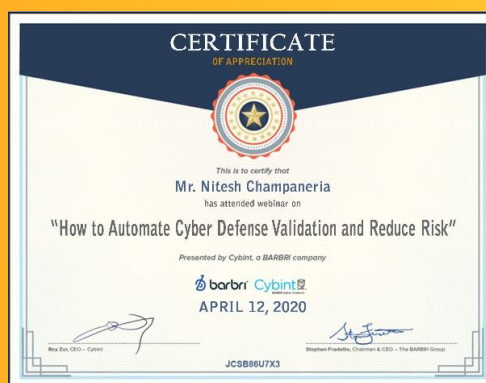 CERTIFICATE
OF APPRECIATION
This is to certify that
Mr. Nitesh Champaneria
has attended webinar on
"How to Automate Cyber Defense Validation and Reduce Risk"
Presented by Cybint, a BARBRI company
barbri Cybint
APRIL 12, 2020
Roy Zur, CEO – Cybint
Stephen Fredette, Chairman & CEO – The BARBRI Group
JCSB86U7X3